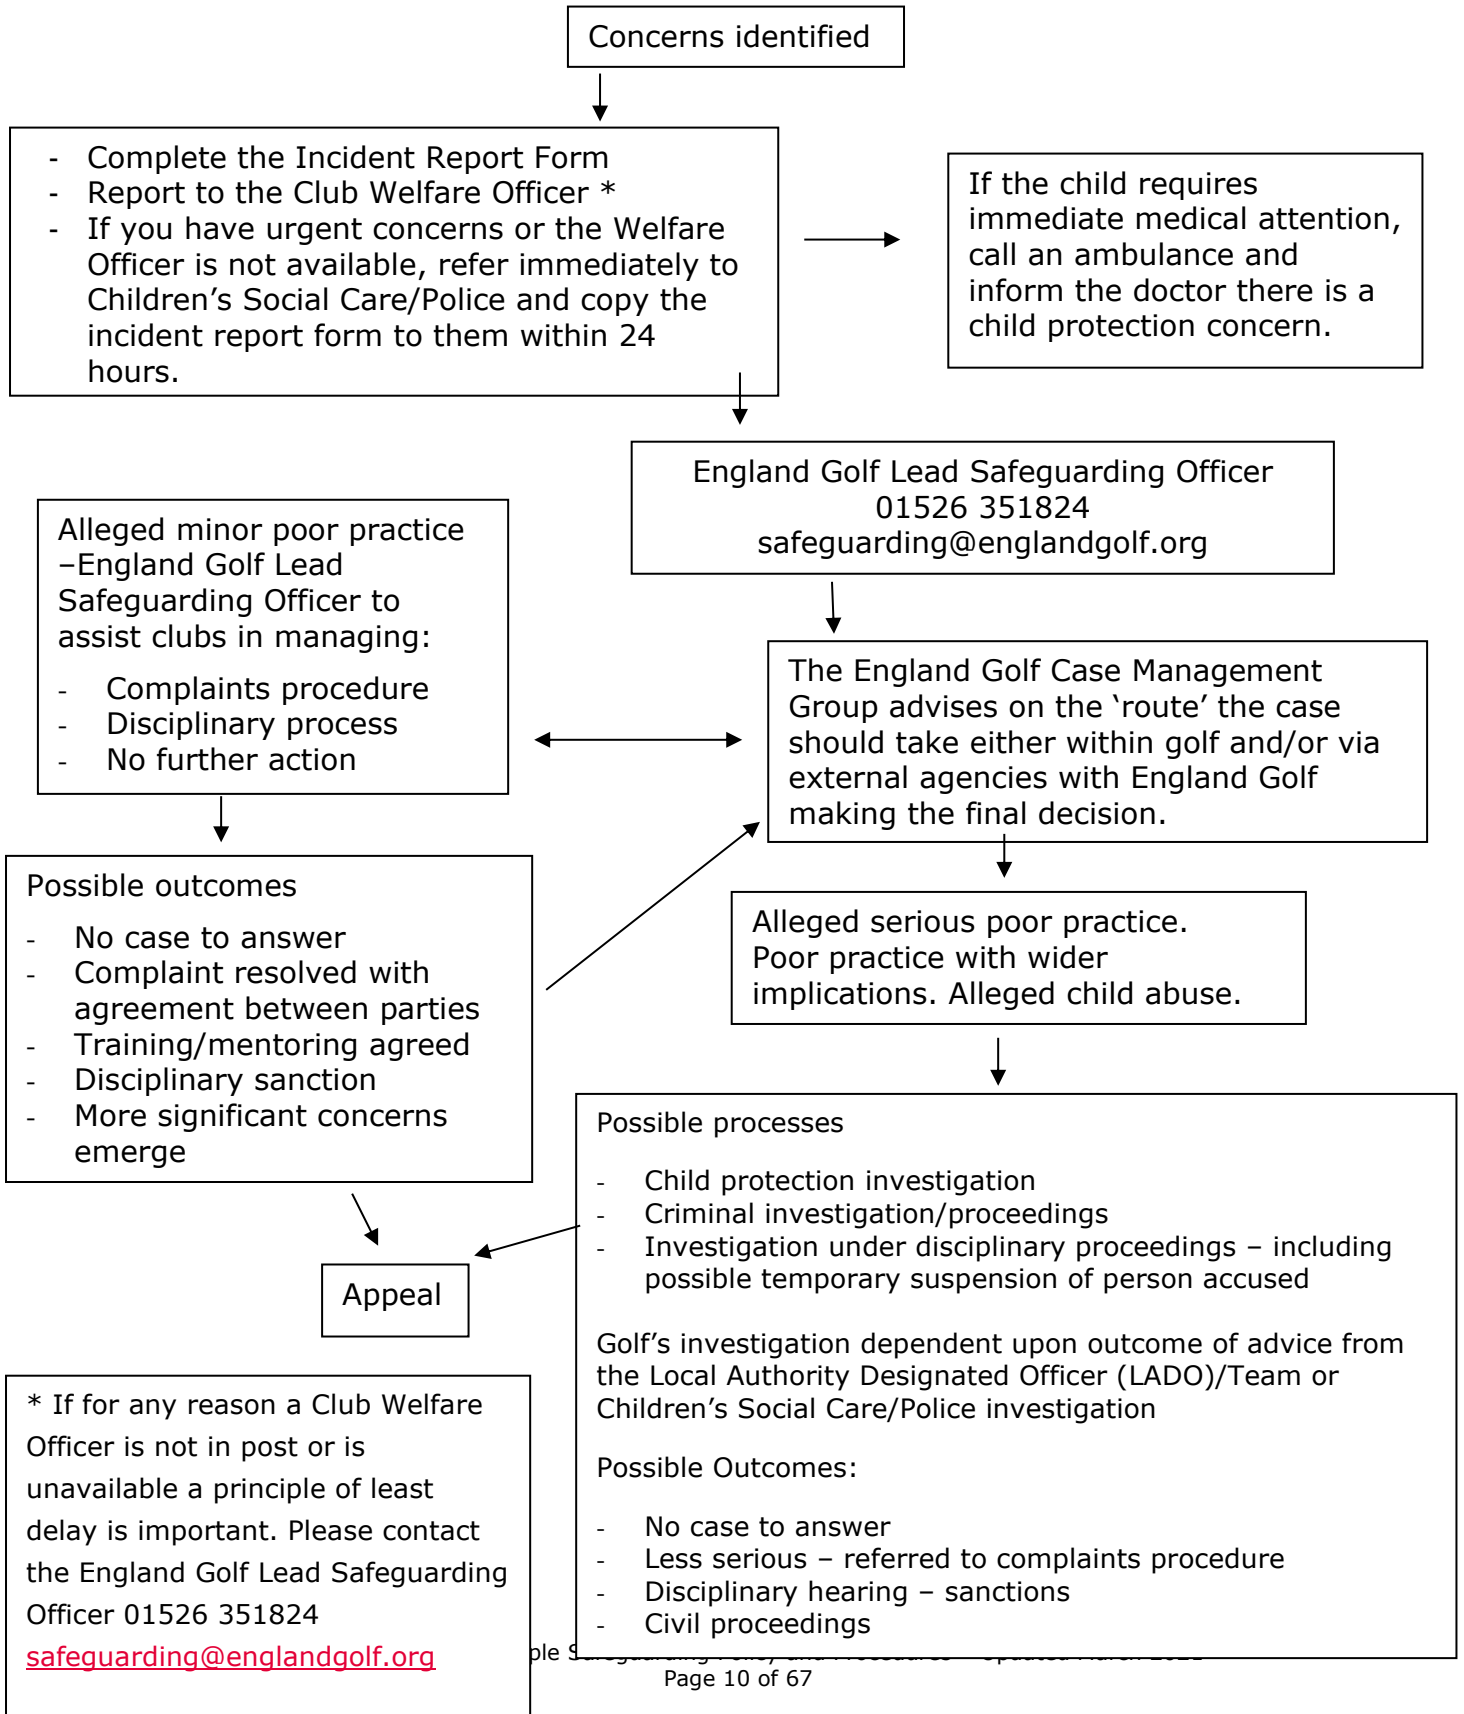 Concerns identified
- Complete the Incident Report Form
- Report to the Club Welfare Officer *
- If you have urgent concerns or the Welfare
Officer is not available, refer immediately to
Children’s Social Care/Police and copy the
incident report form to them within 24
hours.
If the child requires
immediate medical attention,
call an ambulance and
inform the doctor there is a
child protection concern.
England Golf Lead Safeguarding Officer
01526 351824
safeguarding@englandgolf.org
Alleged minor poor practice
–England Golf Lead
Safeguarding Officer to
assist clubs in managing:
- Complaints procedure
- Disciplinary process
- No further action
The England Golf Case Management
Group advises on the ‘route’ the case
should take either within golf and/or via
external agencies with England Golf
making the final decision.
Possible outcomes
- No case to answer
- Complaint resolved with
agreement between parties
- Training/mentoring agreed
- Disciplinary sanction
- More significant concerns
emerge
Alleged serious poor practice.
Poor practice with wider
implications. Alleged child abuse.
Possible processes
- Child protection investigation
- Criminal investigation/proceedings
- Investigation under disciplinary proceedings – including
possible temporary suspension of person accused
Golf’s investigation dependent upon outcome of advice from
the Local Authority Designated Officer (LADO)/Team or
Children’s Social Care/Police investigation
Possible Outcomes:
- No case to answer
- Less serious – referred to complaints procedure
- Disciplinary hearing – sanctions
- Civil proceedings
Appeal
* If for any reason a Club Welfare
Officer is not in post or is
unavailable a principle of least
delay is important. Please contact
the England Golf Lead Safeguarding
Officer 01526 351824
safeguarding@englandgolf.org
Page 10 of 67